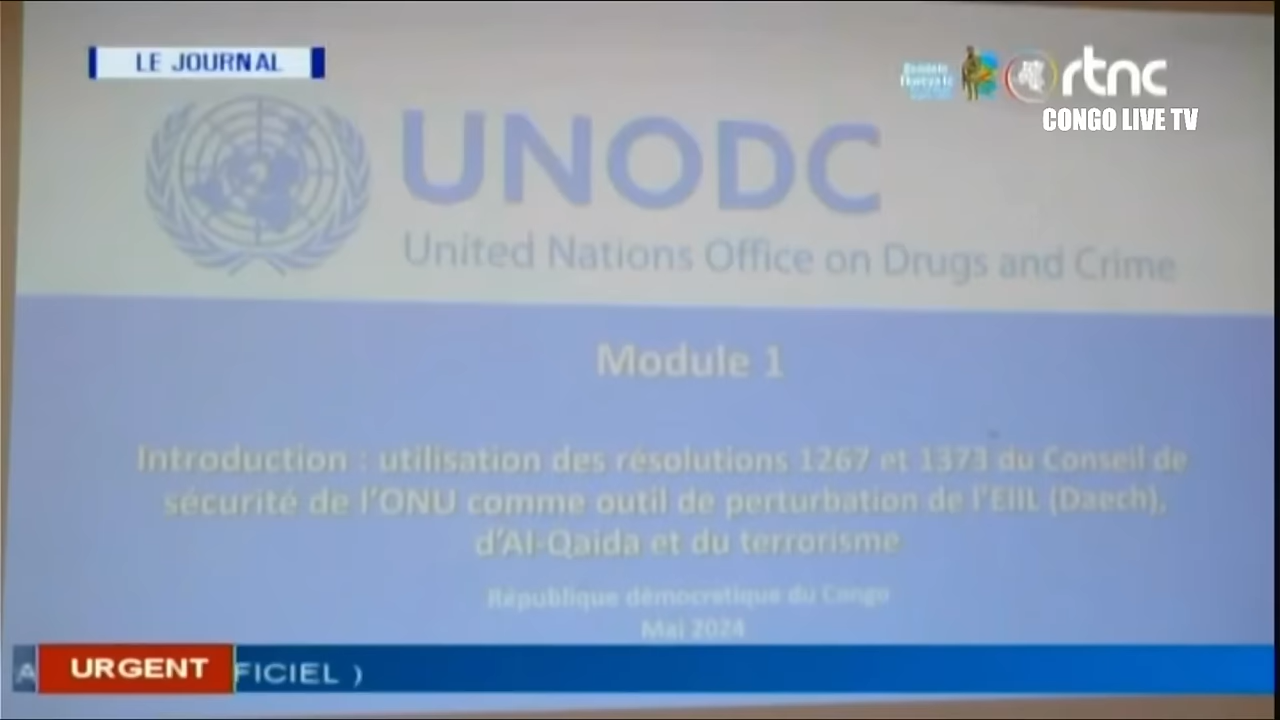 LE JOURNAL
rtnc
CONGO LIVE TV
UNODC
United Nations Office on Drugs and Crime
Module 1
Introduction : utilisation des résolutions 1267 et 1373 du Conseil de
sécurité de l'ONU comme outil de perturbation de l'EIIL (Daech),
d'Al-Qaida et du terrorisme
République démocratique du Congo
Mai 2024
A URGENT FICIEL )